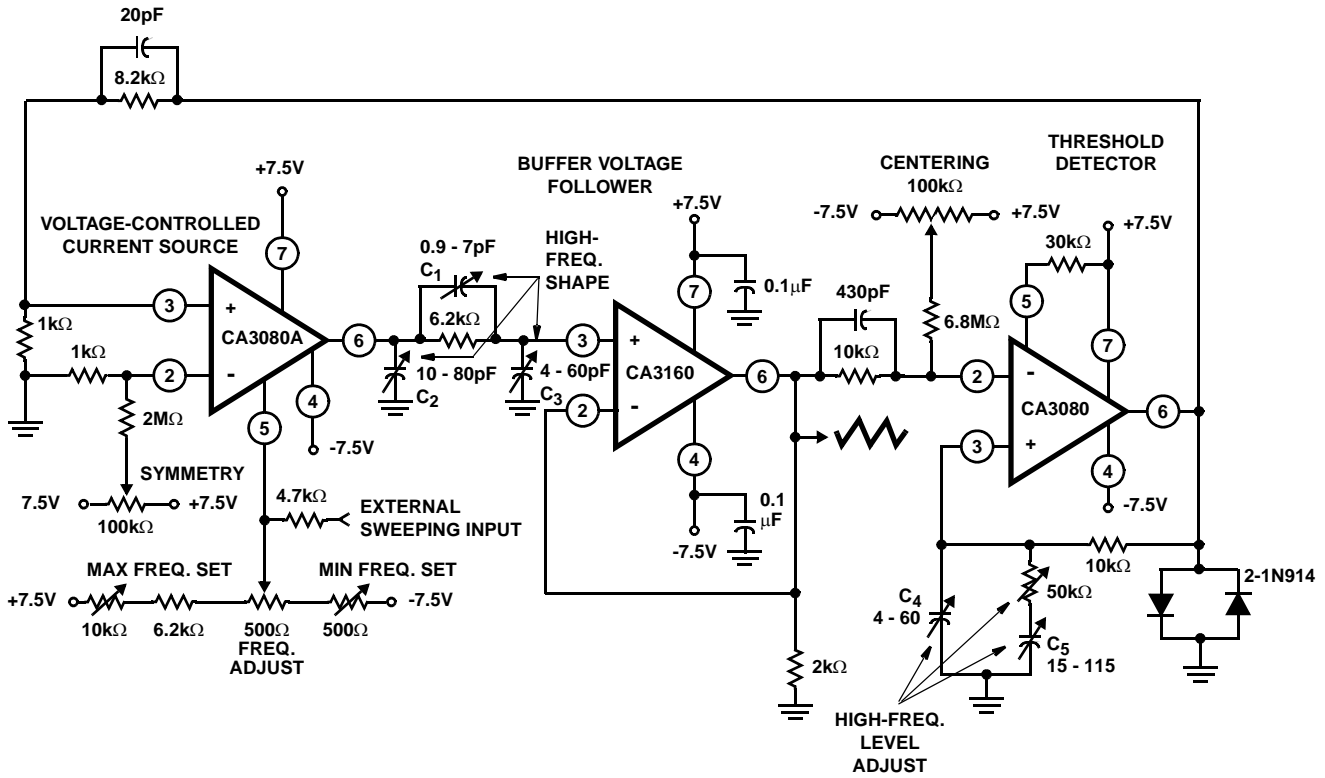 20pF
8.2kΩ
+7.5V
VOLTAGE-CONTROLLED
CURRENT SOURCE
7
3
+
CA3080A
6
1kΩ
1kΩ
2
-
4
-7.5V
5
2MΩ
SYMMETRY
7.5V
+7.5V
100kΩ
4.7kΩ
EXTERNAL
SWEEPING INPUT
MAX FREQ. SET
MIN FREQ. SET
+7.5V
-7.5V
10kΩ
6.2kΩ
500Ω
500Ω
FREQ.
ADJUST
0.9 - 7pF
C1
6.2kΩ
HIGH-
FREQ.
SHAPE
10 - 80pF
C2
4 - 60pF
C3
BUFFER VOLTAGE
FOLLOWER
+7.5V
7
0.1μF
3
+
CA3160
6
2
-
4
0.1
μF
-7.5V
2kΩ
430pF
10kΩ
CENTERING
100kΩ
-7.5V
+7.5V
6.8MΩ
THRESHOLD
DETECTOR
+7.5V
30kΩ
5
7
2
-
CA3080
6
3
+
4
-7.5V
10kΩ
C4
4 - 60
50kΩ
C5
15 - 115
2-1N914
HIGH-FREQ.
LEVEL
ADJUST